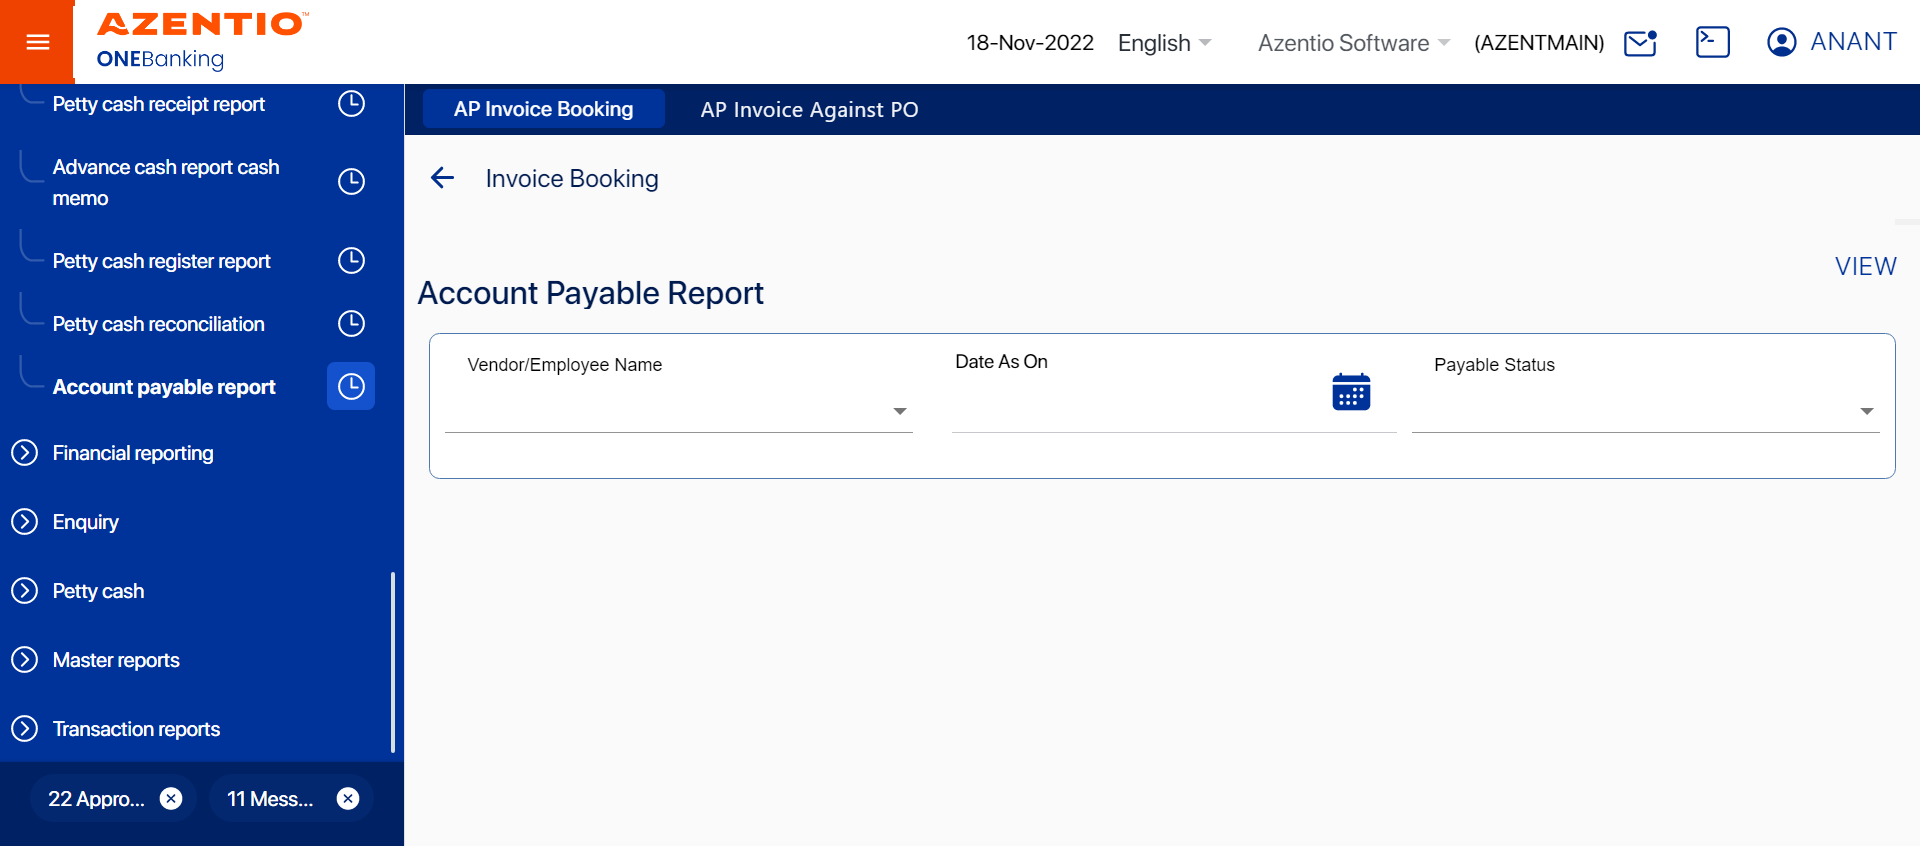 AZENTIO™
ONEBanking
18-Nov-2022 English Azentio Software (AZENTMAIN) ANANT
Petty cash receipt report
Advance cash report cash
memo
Petty cash register report
Petty cash reconciliation
Account payable report
Financial reporting
Enquiry
Petty cash
Master reports
Transaction reports
22 Appro...
11 Mess...
AP Invoice Booking AP Invoice Against PO
Invoice Booking
VIEW
Account Payable Report
Vendor/Employee Name Date As On Payable Status